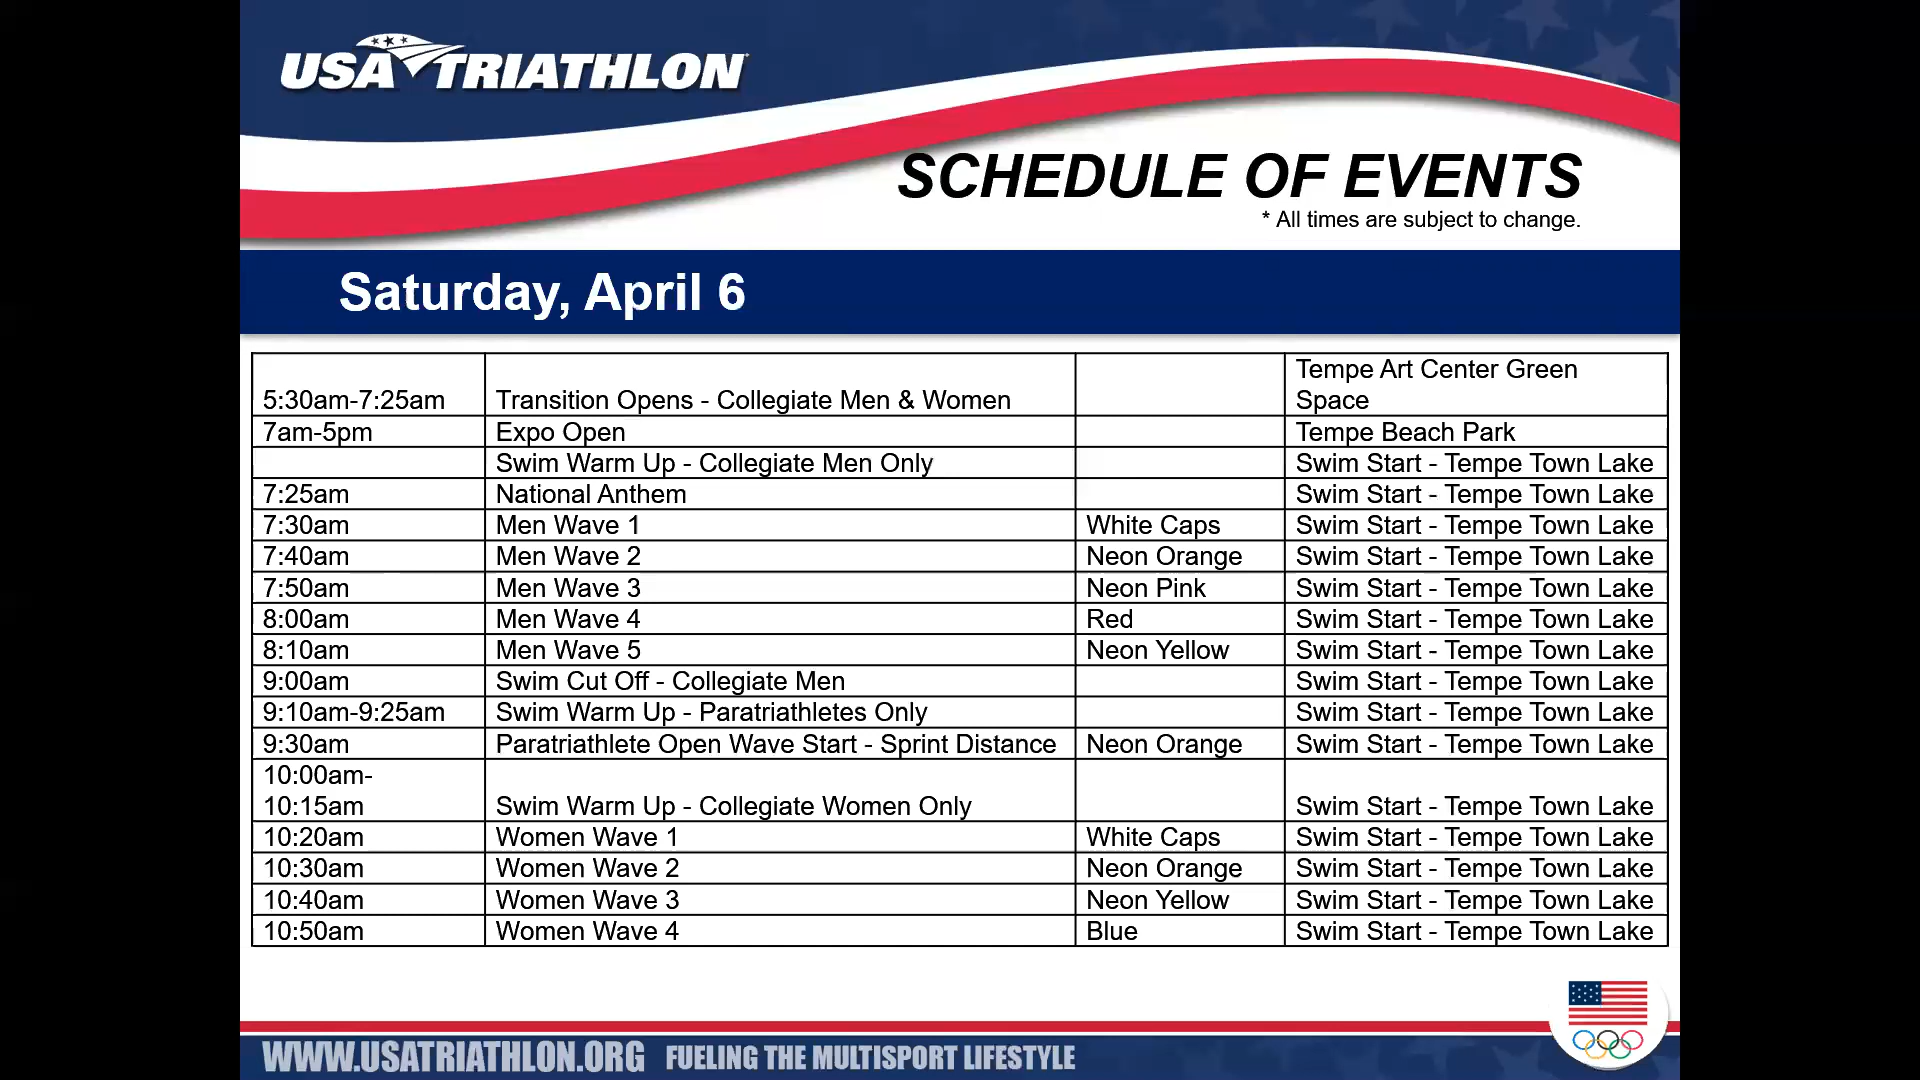 USA TRIATHLON
SCHEDULE OF EVENTS
* All times are subject to change.
Saturday, April 6
5:30am-7:25am Transition Opens - Collegiate Men & Women Tempe Art Center Green
Space
7am-5pm Expo Open Tempe Beach Park
Swim Warm Up - Collegiate Men Only Swim Start - Tempe Town Lake
7:25am National Anthem Swim Start - Tempe Town Lake
7:30am Men Wave 1 White Caps Swim Start - Tempe Town Lake
7:40am Men Wave 2 Neon Orange Swim Start - Tempe Town Lake
7:50am Men Wave 3 Neon Pink Swim Start - Tempe Town Lake
8:00am Men Wave 4 Red Swim Start - Tempe Town Lake
8:10am Men Wave 5 Neon Yellow Swim Start - Tempe Town Lake
9:00am Swim Cut Off - Collegiate Men Swim Start - Tempe Town Lake
9:10am-9:25am Swim Warm Up - Paratriathletes Only Swim Start - Tempe Town Lake
9:30am Paratriathlete Open Wave Start - Sprint Distance Neon Orange Swim Start - Tempe Town Lake
10:00am-
10:15am Swim Warm Up - Collegiate Women Only Swim Start - Tempe Town Lake
10:20am Women Wave 1 White Caps Swim Start - Tempe Town Lake
10:30am Women Wave 2 Neon Orange Swim Start - Tempe Town Lake
10:40am Women Wave 3 Neon Yellow Swim Start - Tempe Town Lake
10:50am Women Wave 4 Blue Swim Start - Tempe Town Lake
WWW.USATRIATHLON.ORG FUELING THE MULTISPORT LIFESTYLE